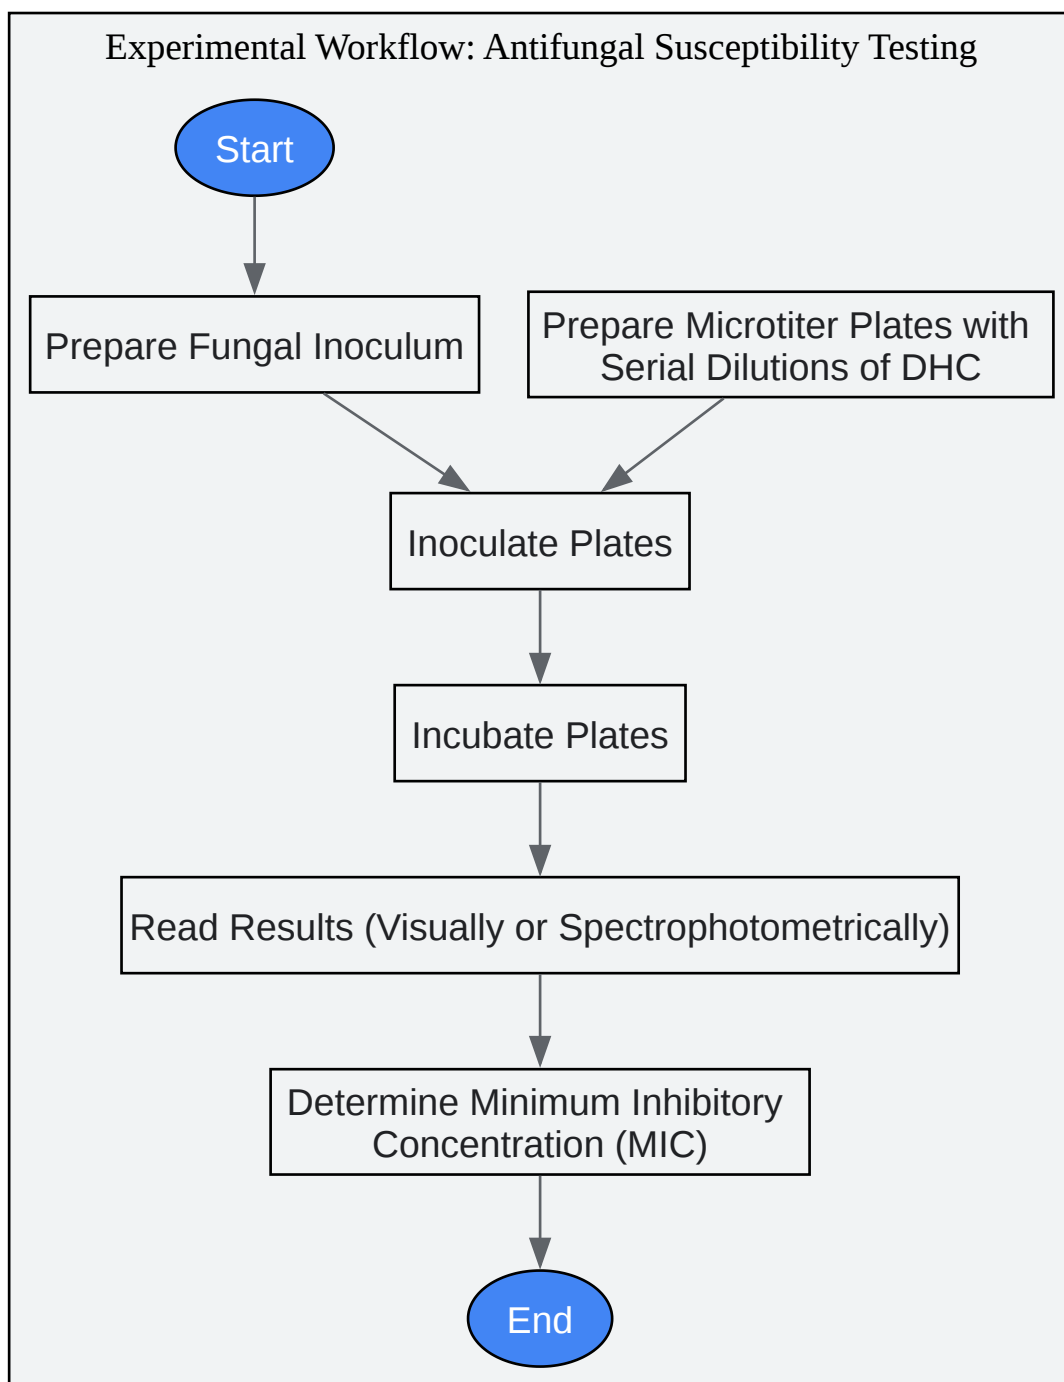 Experimental Workflow: Antifungal Susceptibility Testing
Start
Prepare Fungal Inoculum
Prepare Microtiter Plates with
Serial Dilutions of DHC
Inoculate Plates
Incubate Plates
Read Results (Visually or Spectrophotometrically)
Determine Minimum Inhibitory
Concentration (MIC)
End